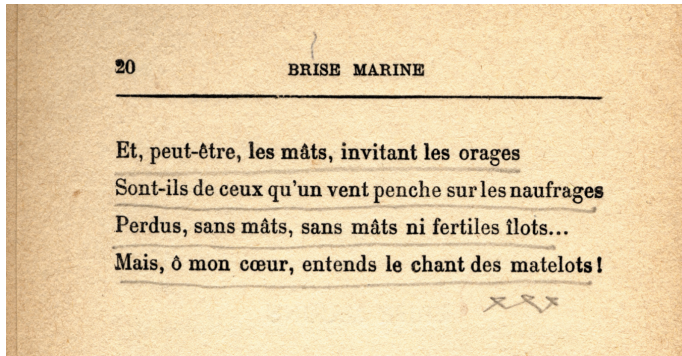 20
BRISE MARINE
Et, peut-être, les mâts, invitant les orages
Sont-ils de ceux qu'un vent penche sur les naufrages
Perdus, sans mâts, sans mâts ni fertiles îlots...
Mais, ô mon cœur, entends le chant des matelots!